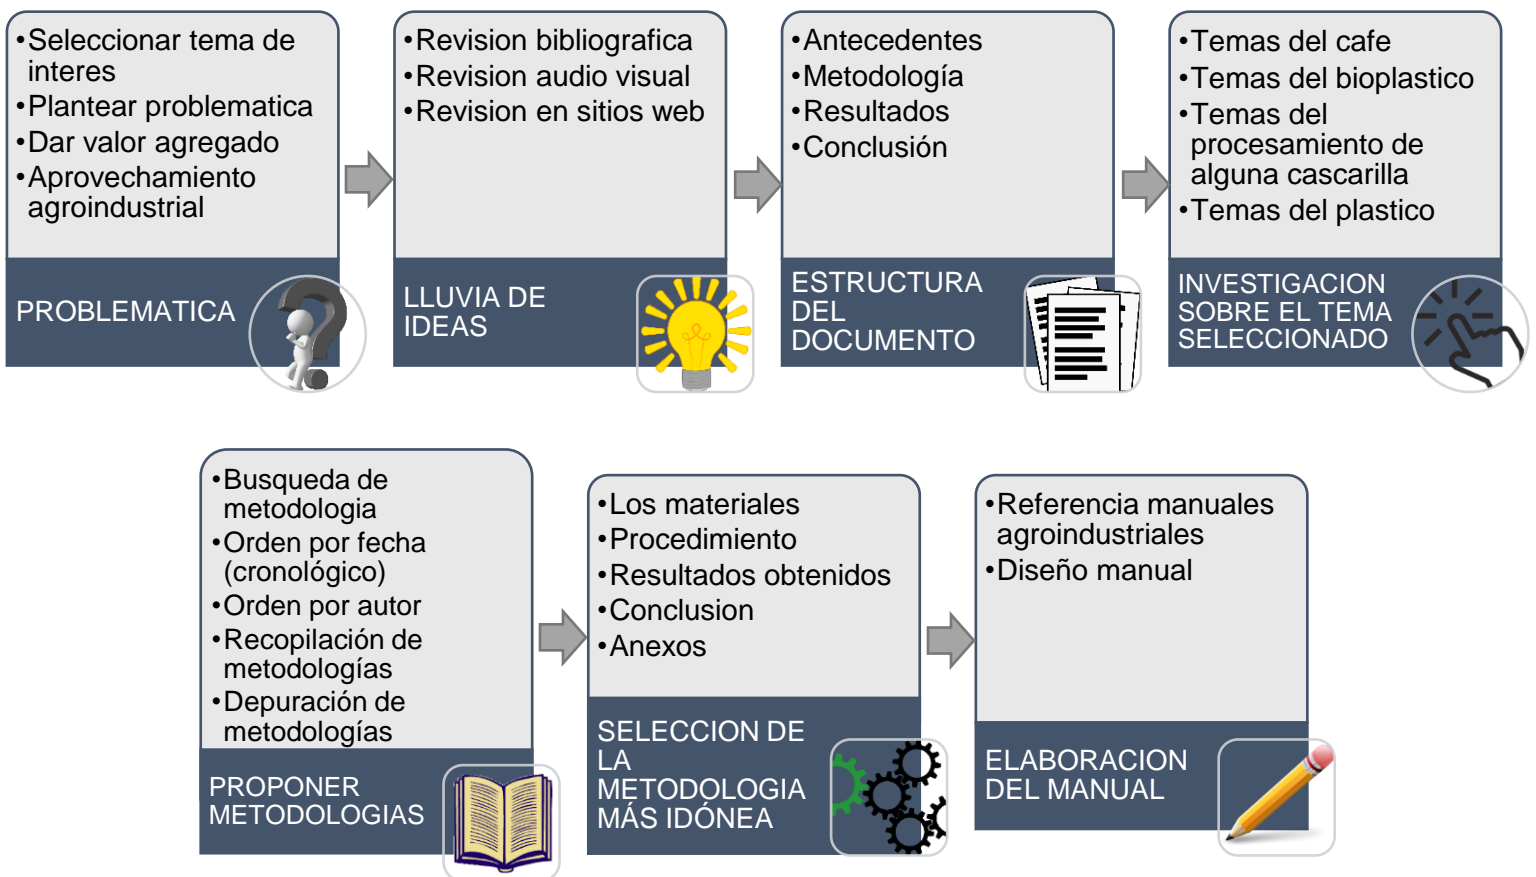 •Seleccionar tema de
interes
•Plantear problematica
•Dar valor agregado
•Aprovechamiento
agroindustrial
PROBLEMATICA
•Revision bibliografica
•Revision audio visual
•Revision en sitios web
LLUVIA DE
IDEAS
•Antecedentes
•Metodología
•Resultados
•Conclusión
ESTRUCTURA
DEL
DOCUMENTO
•Temas del cafe
•Temas del bioplastico
•Temas del
procesamiento de
alguna cascarilla
•Temas del plastico
INVESTIGACION
SOBRE EL TEMA
SELECCIONADO
•Busqueda de
metodologia
•Orden por fecha
(cronológico)
•Orden por autor
•Recopilación de
metodologías
•Depuración de
metodologías
PROPONER
METODOLOGIAS
•Los materiales
•Procedimiento
•Resultados obtenidos
•Conclusion
•Anexos
SELECCION DE
LA
METODOLOGIA
MÁS IDÓNEA
•Referencia manuales
agroindustriales
•Diseño manual
ELABORACION
DEL MANUAL